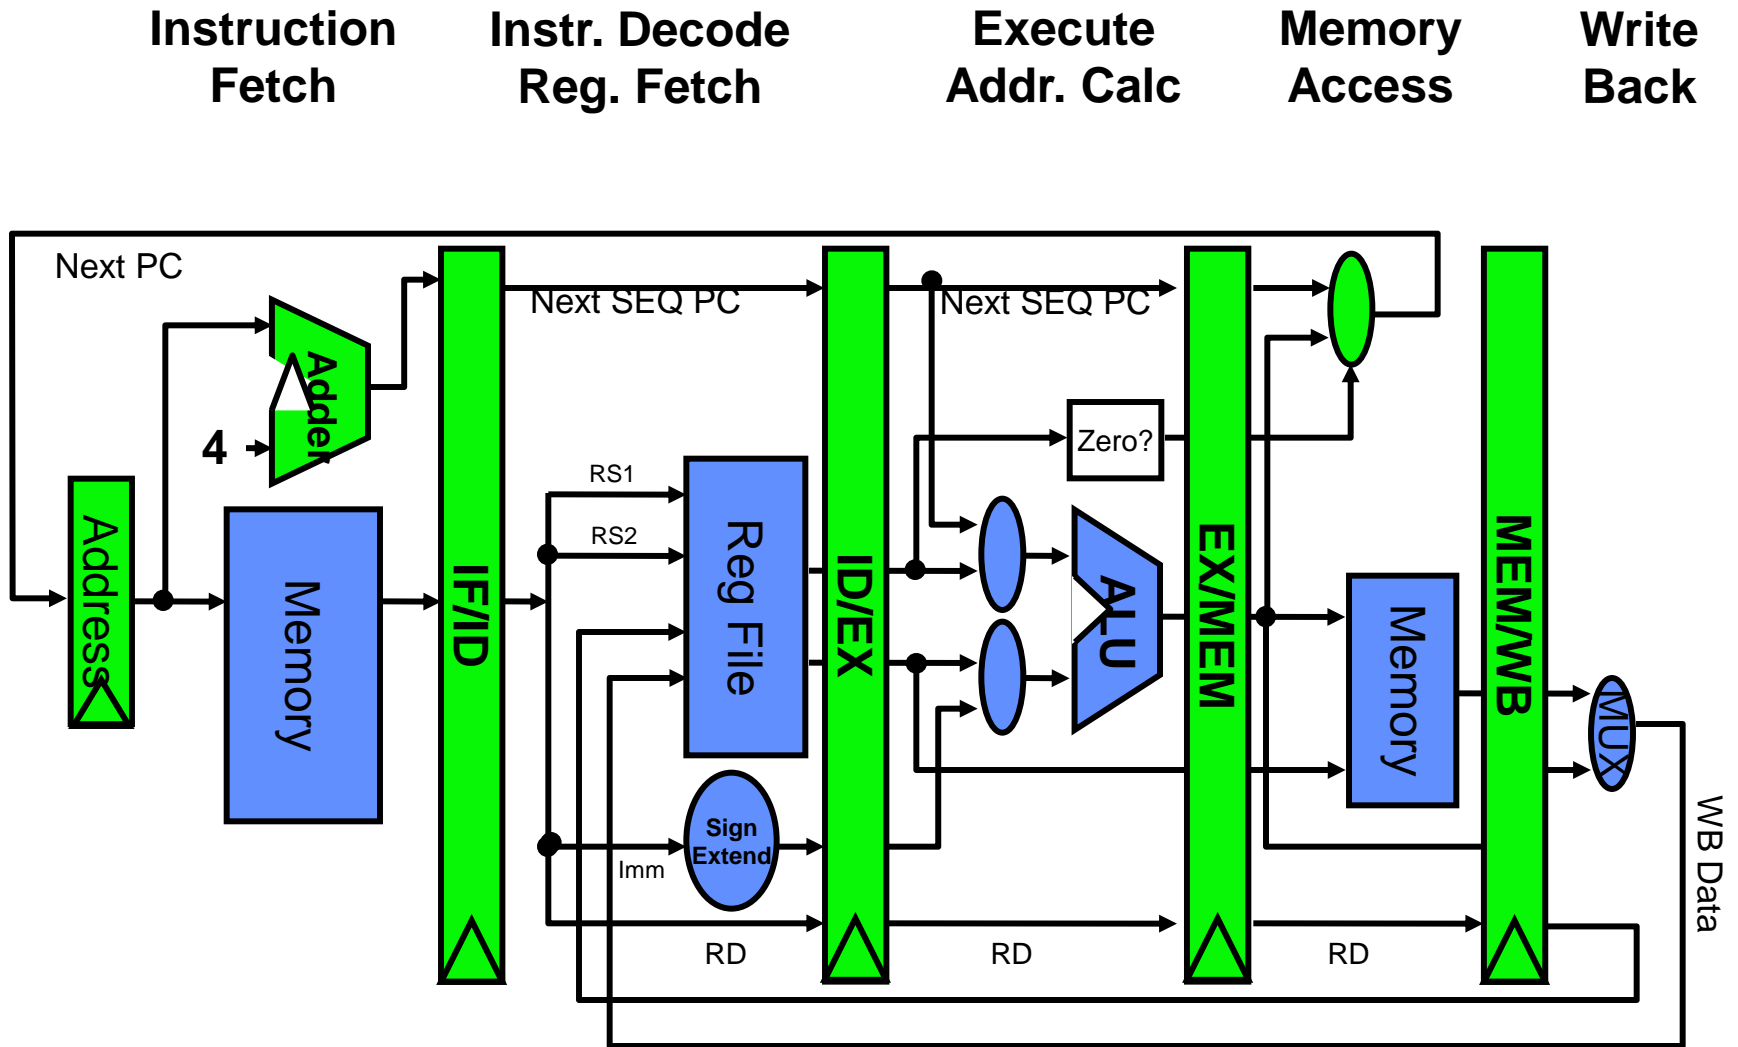 Instruction
Fetch
Instr. Decode
Reg. Fetch
Execute
Addr. Calc
Memory
Access
Write
Back
Next PC
Next SEQ PC
Next SEQ PC
Adder
4
Zero?
RS1
RS2
Address
Memory
IF/ID
Reg File
ID/EX
ALU
EX/MEM
Memory
MEM/WB
MUX
Sign
Extend
Imm
WB Data
RD
RD
RD